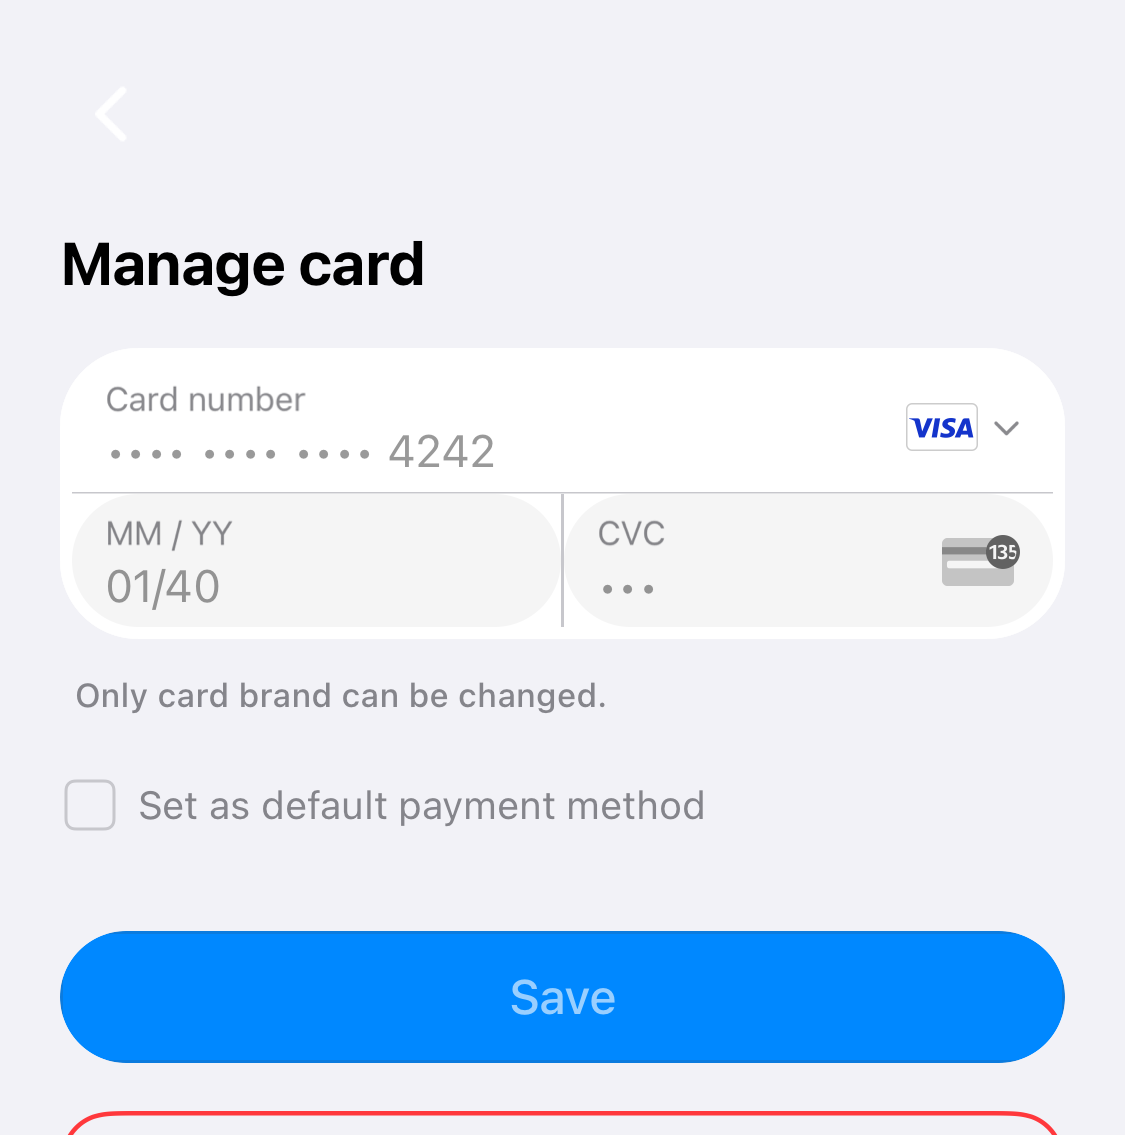 Manage card
Card number
•••• •••• •••• 4242
VISA
MM / YY
01/40
CVC
•••
135
Only card brand can be changed.
Set as default payment method
Save